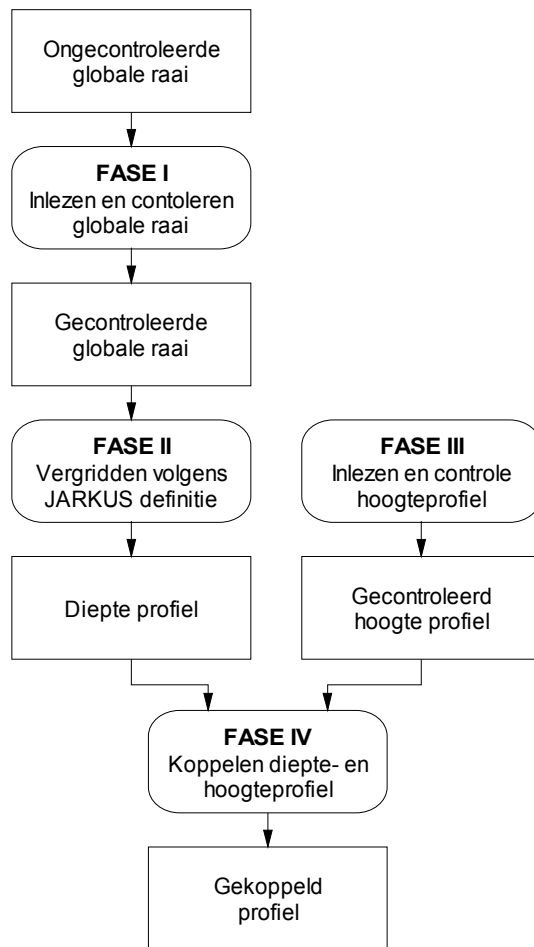 Ongecontroleerde
globale raai
FASE I
Inlezen en contoleren
globale raai
Gecontroleerde
globale raai
FASE II
Vergridden volgens
JARKUS definitie
FASE III
Inlezen en controle
hoogteprofiel
Diepte profiel
Gecontroleerd
hoogte profiel
FASE IV
Koppelen diepte- en
hoogteprofiel
Gekoppeld
profiel